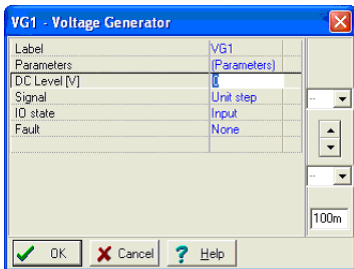 VG1 - Voltage Generator
Label VG1
Parameters (Parameters)
DC Level [V] 0
Signal Unit step
IO state Input
Fault None
--
--
100m
OK Cancel ? Help